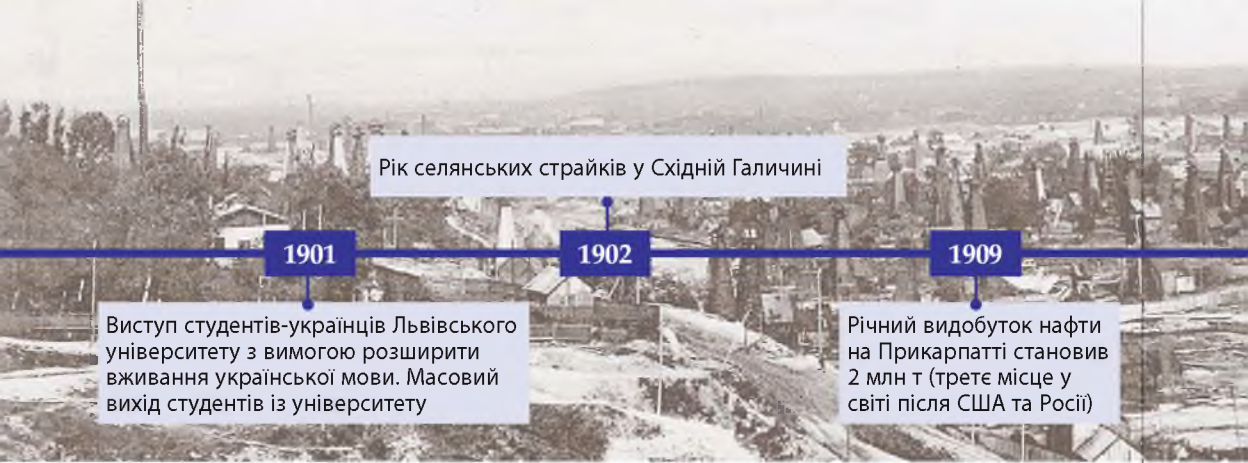 Рік селянських страйків у Східній Галичині
1901
1902
1909
Виступ студентів-українців Львівського
університету з вимогою розширити
вживання української мови. Масовий
вихід студентів із університету
Річний видобуток нафти
на Прикарпатті становив
2 млн т (третє місце у
світі після США та Росії)